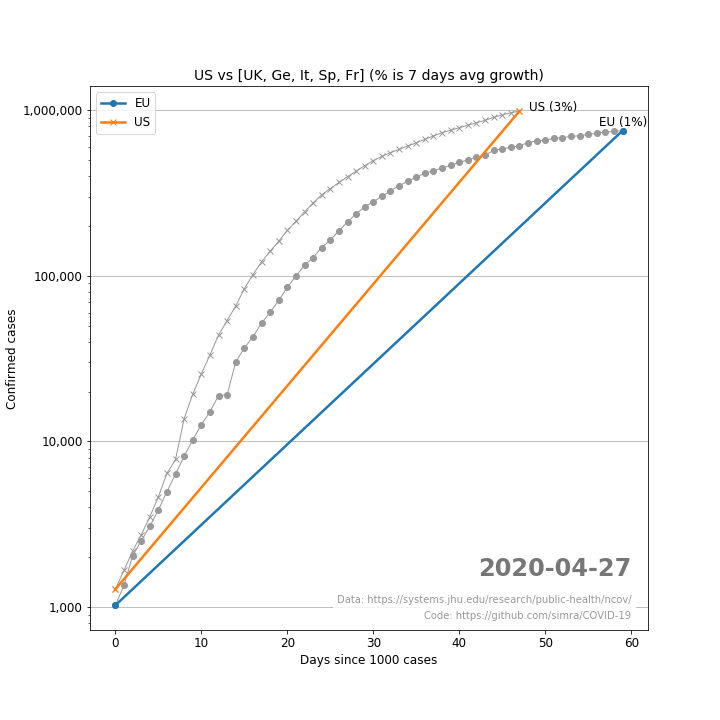 US vs [UK, Ge, It, Sp, Fr] (% is 7 days avg growth)
EU
US
US (3%)
EU (1%)
1,000,000
100,000
10,000
1,000
Confirmed cases
2020-04-27
Data: https://systems.jhu.edu/research/public-health/ncov/
Code: https://github.com/simra/COVID-19
0 10 20 30 40 50 60
Days since 1000 cases